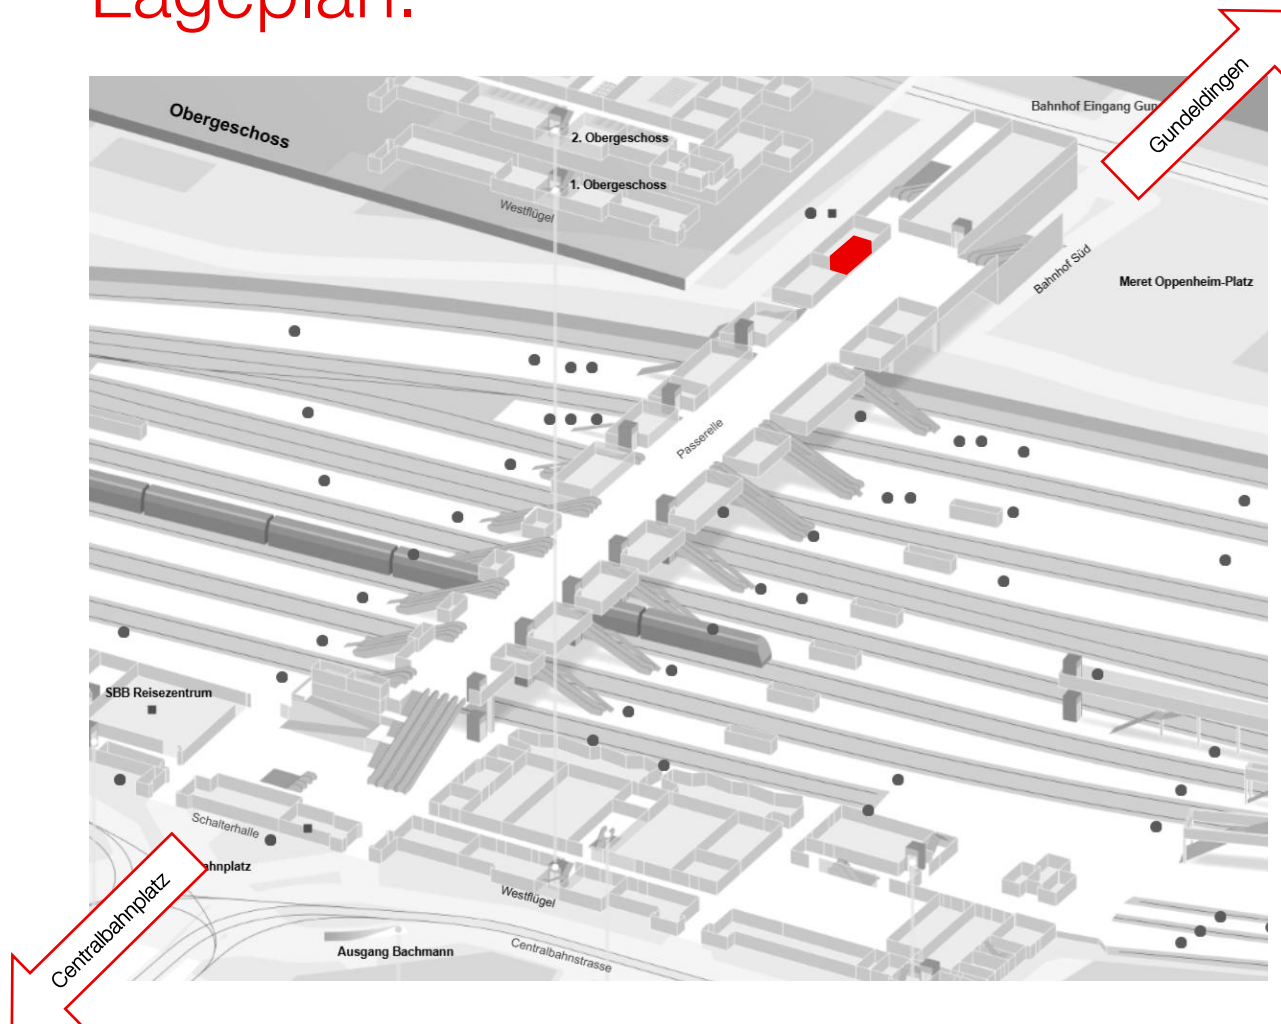 Lageplan.
Gundeldingen
Bahnhof Eingang Gun
Obergeschoss
2. Obergeschoss
1. Obergeschoss
Westflügel
Bahnhof Süd
Meret Oppenheim-Platz
Passerelle
SBB Reisezentrum
Schalterhalle
ahnplatz
Centralbahnplatz
Westflügel
Ausgang Bachmann
Centralbahnstrasse